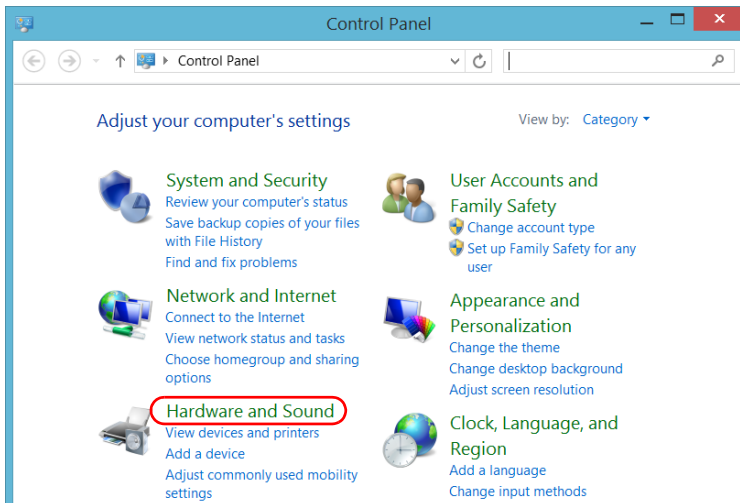 Control Panel
Control Panel
Adjust your computer's settings
View by: Category
System and Security
Review your computer's status
Save backup copies of your files
with File History
Find and fix problems
Network and Internet
Connect to the Internet
View network status and tasks
Choose homegroup and sharing
options
Hardware and Sound
View devices and printers
Add a device
Adjust commonly used mobility
settings
User Accounts and
Family Safety
Change account type
Set up Family Safety for any
user
Appearance and
Personalization
Change the theme
Change desktop background
Adjust screen resolution
Clock, Language, and
Region
Add a language
Change input methods